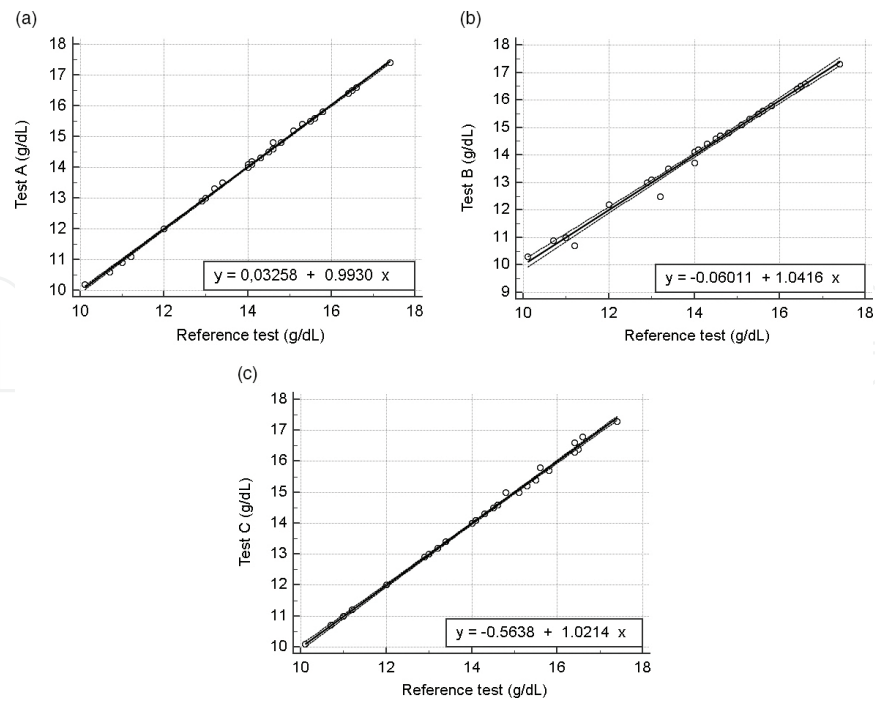 (a)
18
17
16
15
14
13
12
11
10
Test A (g/dL)
y = 0,03258 + 0.9930 x
10 12 14 16 18
Reference test (g/dL)
(b)
18
17
16
15
14
13
12
11
10
9
Test B (g/dL)
y = -0.06011 + 1.0416 x
10 12 14 16 18
Reference test (g/dL)
(c)
18
17
16
15
14
13
12
11
10
Test C (g/dL)
y = -0.5638 + 1.0214 x
10 12 14 16 18
Reference test (g/dL)